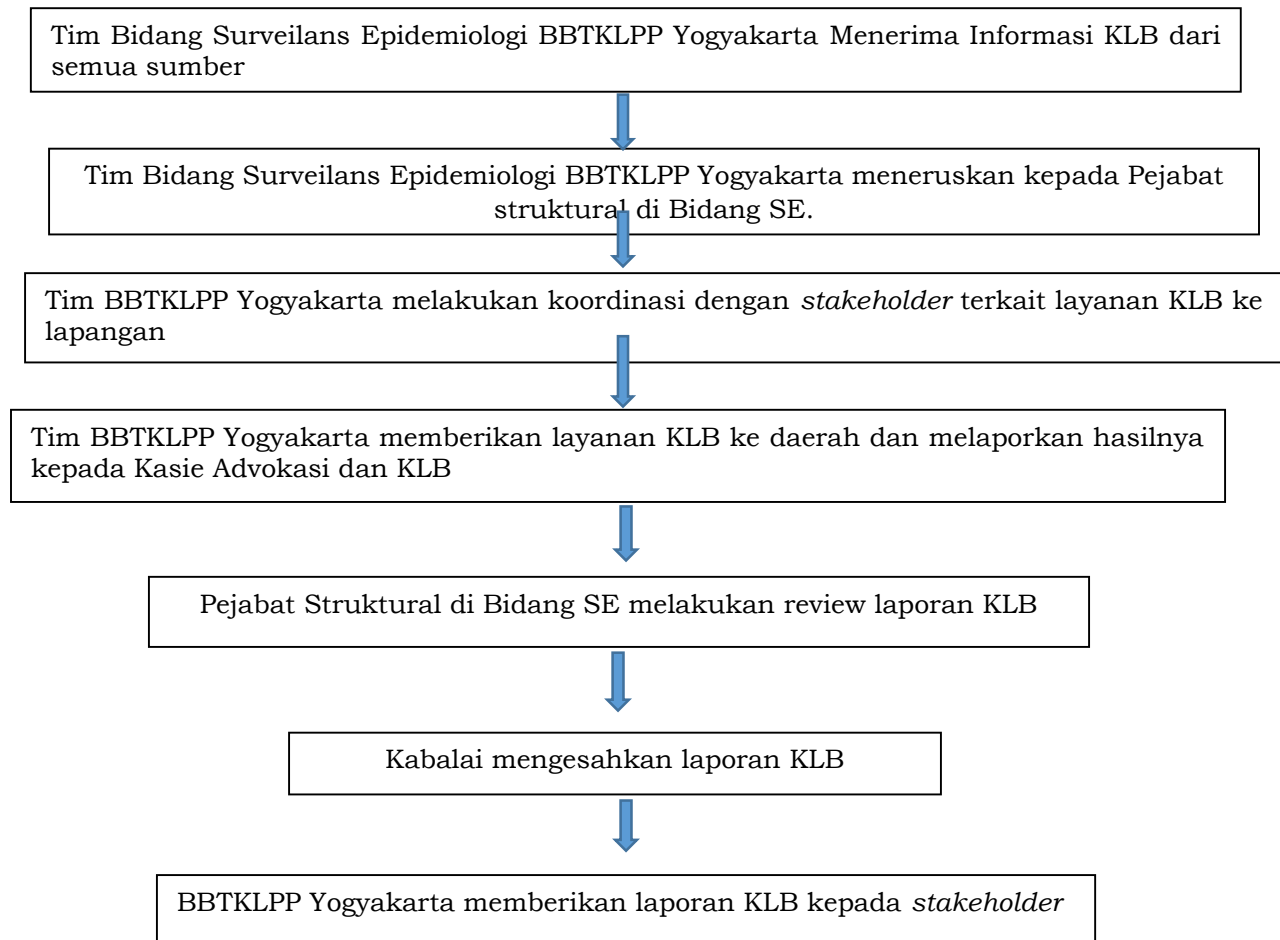 Tim Bidang Surveilans Epidemiologi BBTKLPP Yogyakarta Menerima Informasi KLB dari
semua sumber
Tim Bidang Surveilans Epidemiologi BBTKLPP Yogyakarta meneruskan kepada Pejabat
struktural di Bidang SE.
Tim BBTKLPP Yogyakarta melakukan koordinasi dengan stakeholder terkait layanan KLB ke
lapangan
Tim BBTKLPP Yogyakarta memberikan layanan KLB ke daerah dan melaporkan hasilnya
kepada Kasie Advokasi dan KLB
Pejabat Struktural di Bidang SE melakukan review laporan KLB
Kabalai mengesahkan laporan KLB
BBTKLPP Yogyakarta memberikan laporan KLB kepada stakeholder